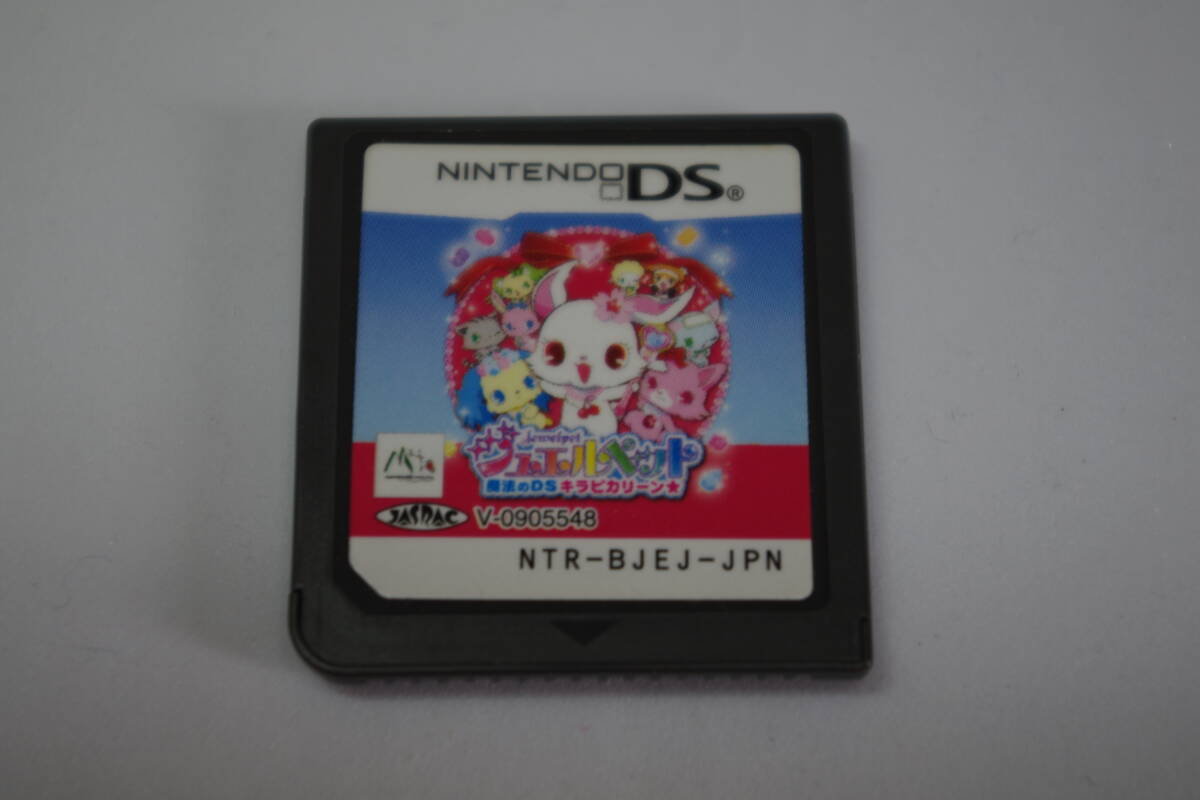 NINTENDO DS®
Jewelpet
ジュエルペット
魔法のDS キラピカリーン★
JASRAC V-0905548
NTR-BJEJ-JPN